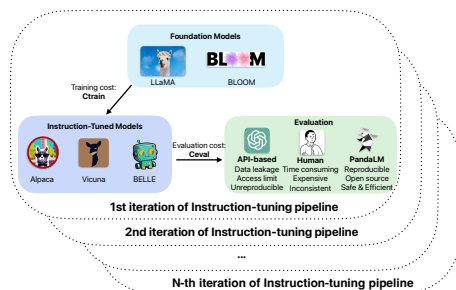 Foundation Models
BLOOM
LLaMA
BLOOM
Training cost:
Ctrain
Instruction-Tuned Models
Alpaca
Vicuna
BELLE
Evaluation cost:
Ceval
Evaluation
API-based
Data leakage
Access limit
Unreproducible
Human
Time consuming
Expensive
Inconsistent
PandaLM
Reproducible
Open source
Safe & Efficient
1st iteration of Instruction-tuning pipeline
2nd iteration of Instruction-tuning pipeline
...
N-th iteration of Instruction-tuning pipeline